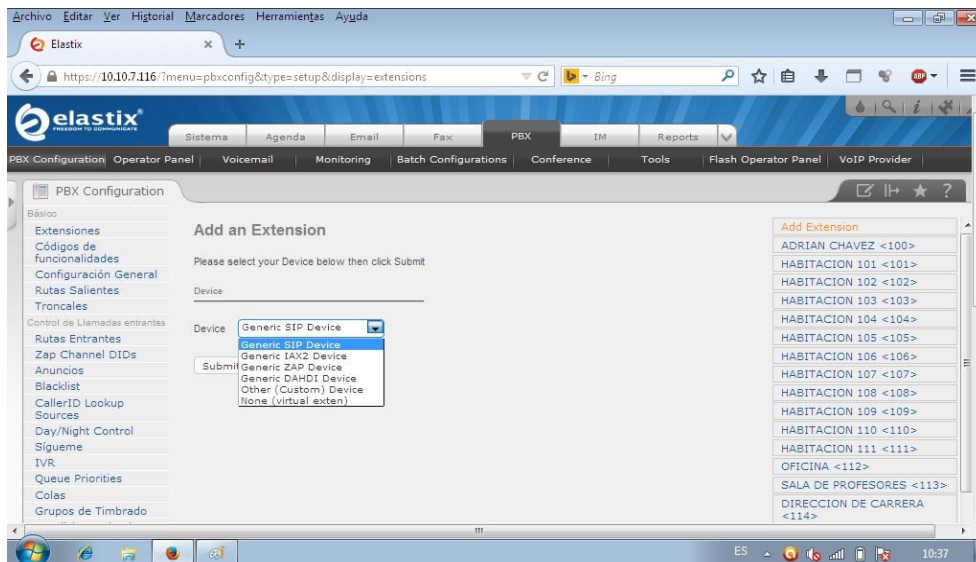 Archivo Editar Ver Historial Marcadores Herramientas Ayuda
Elastix
https://10.10.7.116/?menu=pbxconfig&type=setup&display=extensions
Bing
ABP
elastix®
FREEDOM TO COMMUNICATE
Sistema Agenda Email Fax PBX IM Reports
PBX Configuration Operator Panel Voicemail Monitoring Batch Configurations Conference Tools Flash Operator Panel VoIP Provider
PBX Configuration
Básico
Extensiones
Códigos de
funcionalidades
Configuración General
Rutas Salientes
Troncales
Control de Llamadas entrantes
Rutas Entrantes
Zap Channel DIDs
Anuncios
Blacklist
CallerID Lookup
Sources
Day/Night Control
Sígueme
IVR
Queue Priorities
Colas
Grupos de Timbrado
Add an Extension
Please select your Device below then click Submit
Device
Device Generic SIP Device
Generic SIP Device
Generic IAX2 Device
Generic ZAP Device
Generic DAHDI Device
Other (Custom) Device
None (virtual exten)
Submit
Add Extension
ADRIAN CHAVEZ <100>
HABITACION 101 <101>
HABITACION 102 <102>
HABITACION 103 <103>
HABITACION 104 <104>
HABITACION 105 <105>
HABITACION 106 <106>
HABITACION 107 <107>
HABITACION 108 <108>
HABITACION 109 <109>
HABITACION 110 <110>
HABITACION 111 <111>
OFICINA <112>
SALA DE PROFESORES <113>
DIRECCION DE CARRERA
<114>
ES 10:37